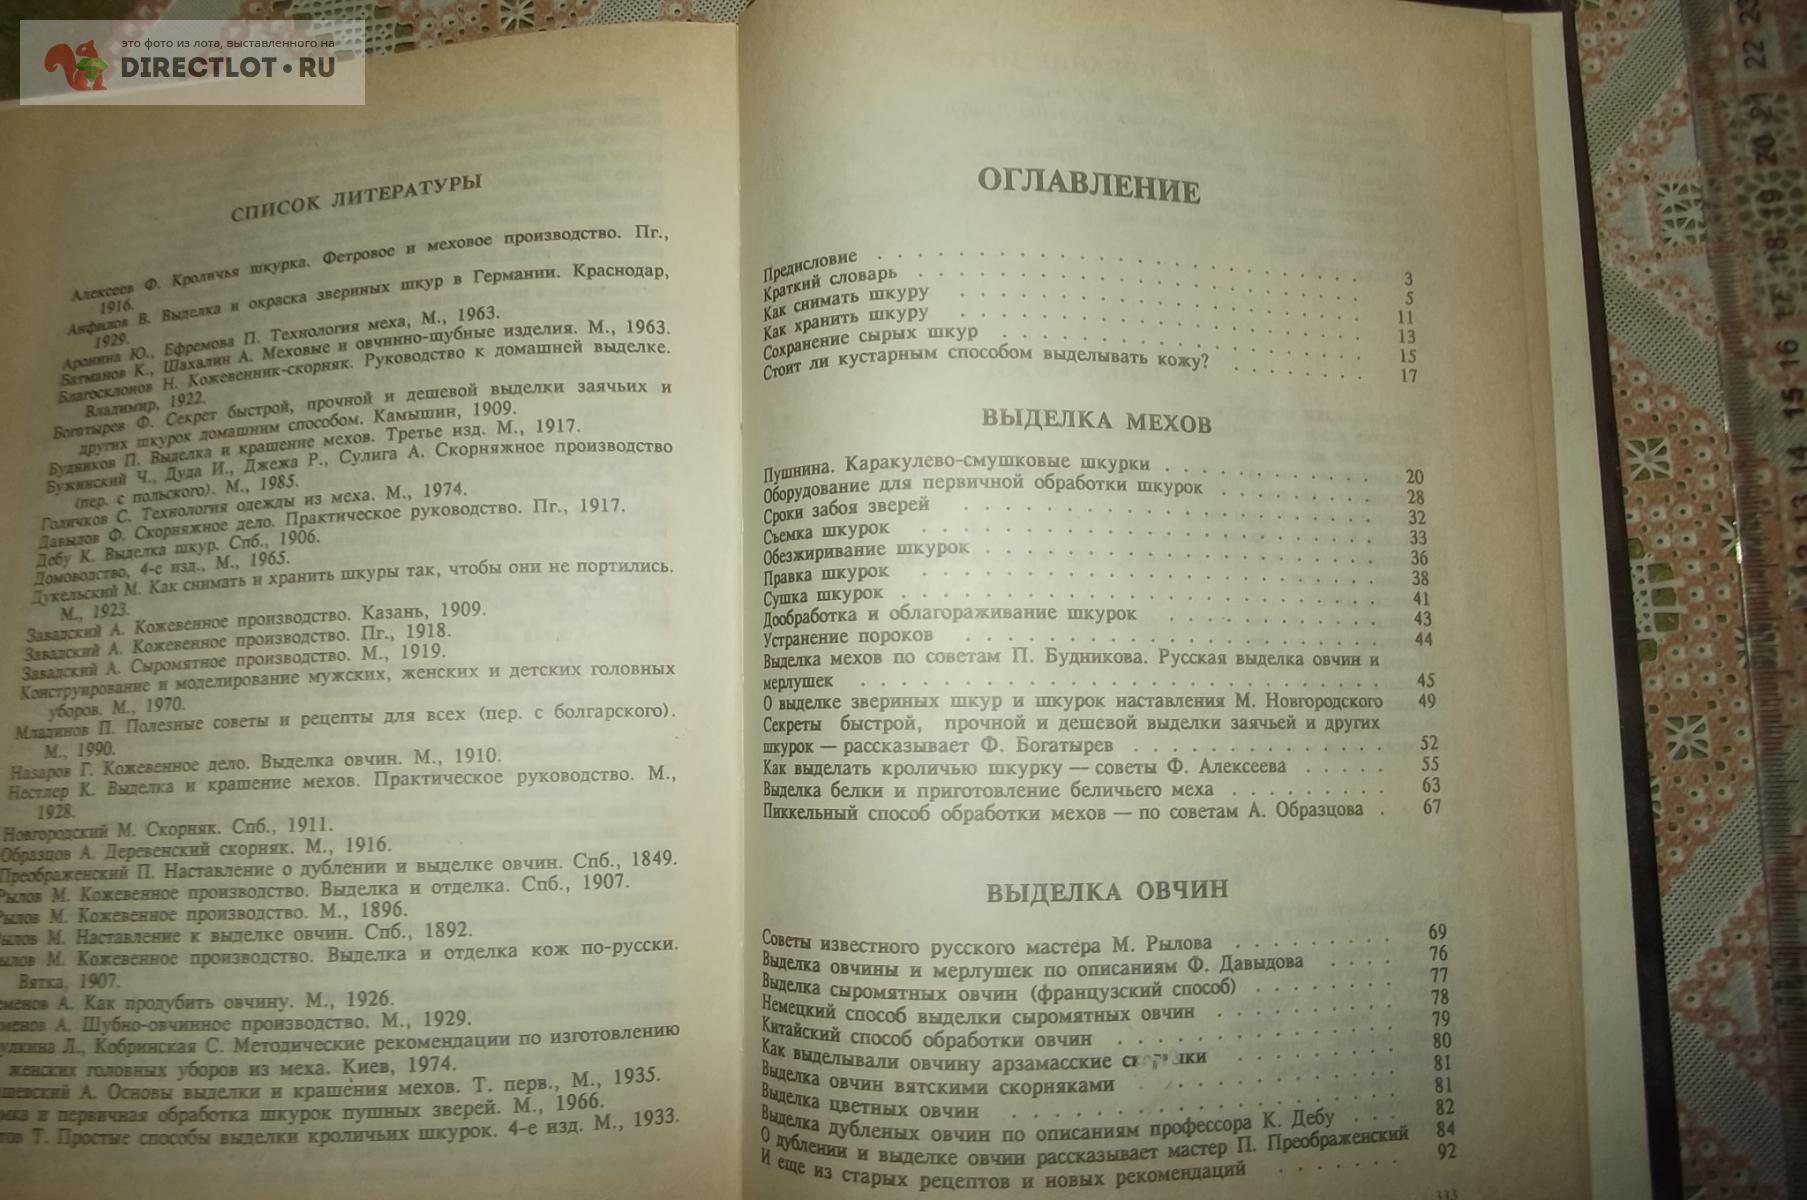 это фото из лота, выставленного на
DIRECTLOT.RU
СПИСОК ЛИТЕРАТУРЫ
Алексеев Ф. Кроличья шкурка. Фетровое и меховое производство. Пг.,
1916.
Анфилов В. Выделка и окраска звериных шкур в Германии. Краснодар,
1929.
Аронина Ю., Ефремова П. Технология меха, М., 1963.
Батманов К., Шахалин А. Меховые и овчинно-шубные изделия. М., 1963.
Благосклонов Н. Кожевенник-скорняк. Руководство к домашней выделке.
Владимир, 1922.
Богатырев Ф. Секрет быстрой, прочной и дешевой выделки заячьих и
других шкурок домашним способом. Камышин, 1909.
Будников П. Выделка и крашение мехов. Третье изд. М., 1917.
Бужинский Ч., Дуда И., Джежа Р., Сулига А. Скорняжное производство
(пер. с польского). М., 1985.
Голичков С. Технология одежды из меха. М., 1974.
Давыдов Ф. Скорняжное дело. Практическое руководство. Пг., 1917.
Дебу К. Выделка шкур. Спб., 1906.
Домоводство, 4-е изд., М., 1965.
Дукельский М. Как снимать и хранить шкуры так, чтобы они не портились.
М., 1923.
Завадский А. Кожевенное производство. Казань, 1909.
Завадский А. Кожевенное производство. Пг., 1918.
Завадский А. Сыромятное производство. М., 1919.
Конструирование и моделирование мужских, женских и детских головных
уборов. М., 1970.
Младинов П. Полезные советы и рецепты для всех (пер. с болгарского).
М., 1990.
Назаров Г. Кожевенное дело. Выделка овчин. М., 1910.
Нестлер К. Выделка и крашение мехов. Практическое руководство. М.,
1928.
Новгородский М. Скорняк. Спб., 1911.
Образцов А. Деревенский скорняк. М., 1916.
Преображенский П. Наставление о дублении и выделке овчин. Спб., 1849.
Рылов М. Кожевенное производство. Выделка и отделка. Спб., 1907.
ылов М. Кожевенное производство. М., 1896.
ылов М. Наставление к выделке овчин. Спб., 1892.
ылов М. Кожевенное производство. Выделка и отделка кож по-русски.
Вятка, 1907.
еменов А. Как продубить овчину. М., 1926.
менов А. Шубно-овчинное производство. М., 1929.
улкина Л., Кобринская С. Методические рекомендации по изготовлению
женских головных уборов из меха. Киев, 1974.
шевский А. Основы выделки и крашения мехов. Т. перв., М., 1935.
мка и первичная обработка шкурок пушных зверей. М., 1966.
тов Т. Простые способы выделки кроличьих шкурок. 4-е изд. М., 1933.
ОГЛАВЛЕНИЕ
Предисловие . . . 3
Краткий словарь . . . 5
Как снимать шкуру . . . 11
Как хранить шкуру . . . 13
Сохранение сырых шкур . . . 15
Стоит ли кустарным способом выделывать кожу? . . . 17
ВЫДЕЛКА МЕХОВ
Пушнина. Каракулево-смушковые шкурки . . . 20
Оборудование для первичной обработки шкурок . . . 28
Сроки забоя зверей . . . 32
Съемка шкурок . . . 33
Обезжиривание шкурок . . . 36
Правка шкурок . . . 38
Сушка шкурок . . . 41
Дообработка и облагораживание шкурок . . . 43
Устранение пороков . . . 44
Выделка мехов по советам П. Будникова. Русская выделка овчин и
мерлушек . . . 45
О выделке звериных шкур и шкурок наставления М. Новгородского 49
Секреты быстрой, прочной и дешевой выделки заячьей и других
шкурок — рассказывает Ф. Богатырев . . . 52
Как выделать кроличью шкурку — советы Ф. Алексеева . . . 55
Выделка белки и приготовление беличьего меха . . . 63
Пиккельный способ обработки мехов — по советам А. Образцова . 67
ВЫДЕЛКА ОВЧИН
Советы известного русского мастера М. Рылова . . . 69
Выделка овчины и мерлушек по описаниям Ф. Давыдова . . . 76
Выделка сыромятных овчин (французский способ) . . . 77
Немецкий способ выделки сыромятных овчин . . . 78
Китайский способ обработки овчин . . . 79
Как выделывали овчину арзамасские . . . 80
Выделка овчин вятскими скорняками . . . 81
Выделка цветных овчин . . . 81
Выделка дубленых овчин по описаниям профессора К. Дебу . . . 82
О дублении и выделке овчин рассказывает мастер П. Преображенский 84
И еще из старых рецептов и новых рекомендаций . . . 92
333
23
22
21
20
19
18
17
16
15
14
13
12